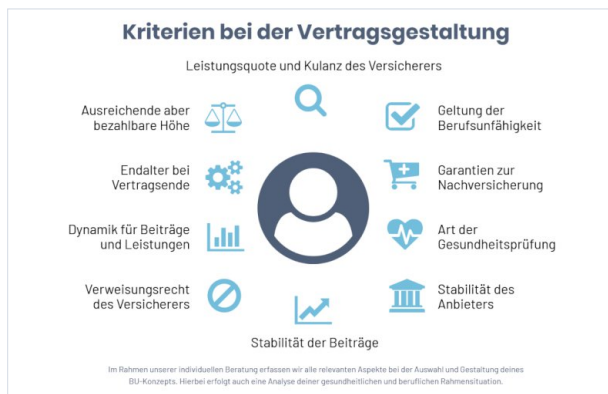 Kriterien bei der Vertragsgestaltung
Leistungsquote und Kulanz des Versicherers
Ausreichende aber
bezahlbare Höhe
Geltung der
Berufsunfähigkeit
Endalter bei
Vertragsende
Garantien zur
Nachversicherung
Dynamik für Beiträge
und Leistungen
Art der
Gesundheitsprüfung
Verweisungsrecht
des Versicherers
Stabilität des
Anbieters
Stabilität der Beiträge
Im Rahmen unserer individuellen Beratung erfassen wir alle relevanten Aspekte bei der Auswahl und Gestaltung deines
BU-Konzepts. Hierbei erfolgt auch eine Analyse deiner gesundheitlichen und beruflichen Rahmensituation.